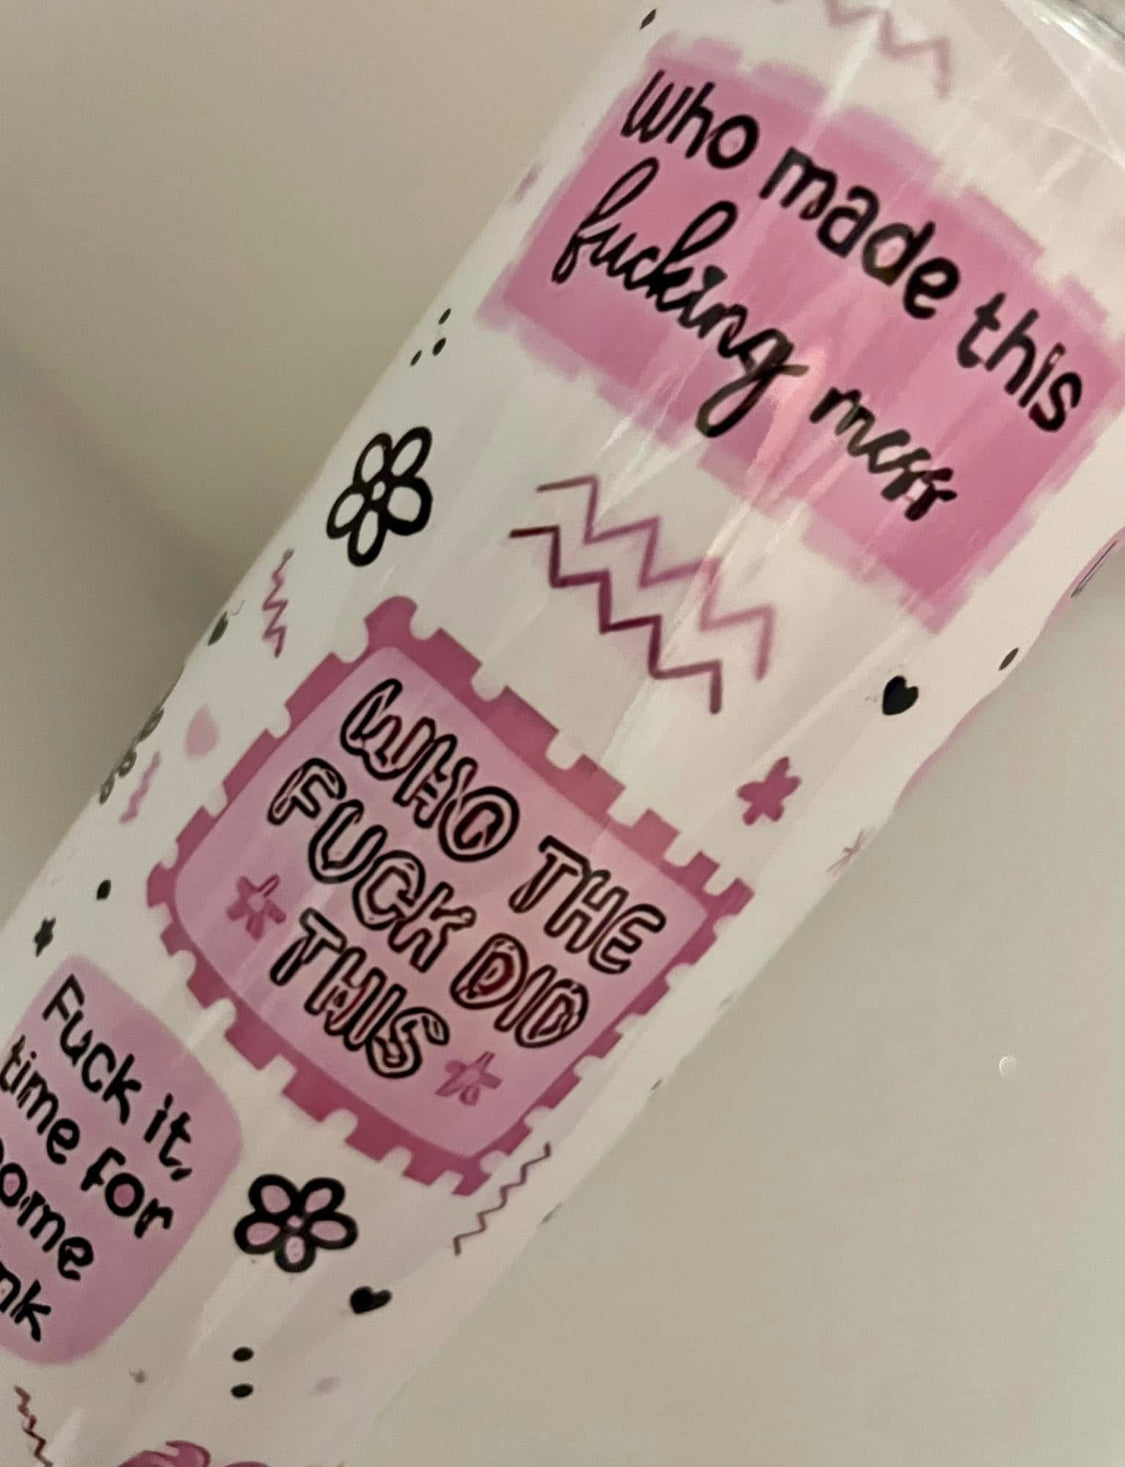 Who made this
fucking mess
WHO THE
FUCK DID
THIS
Fuck it,
time for